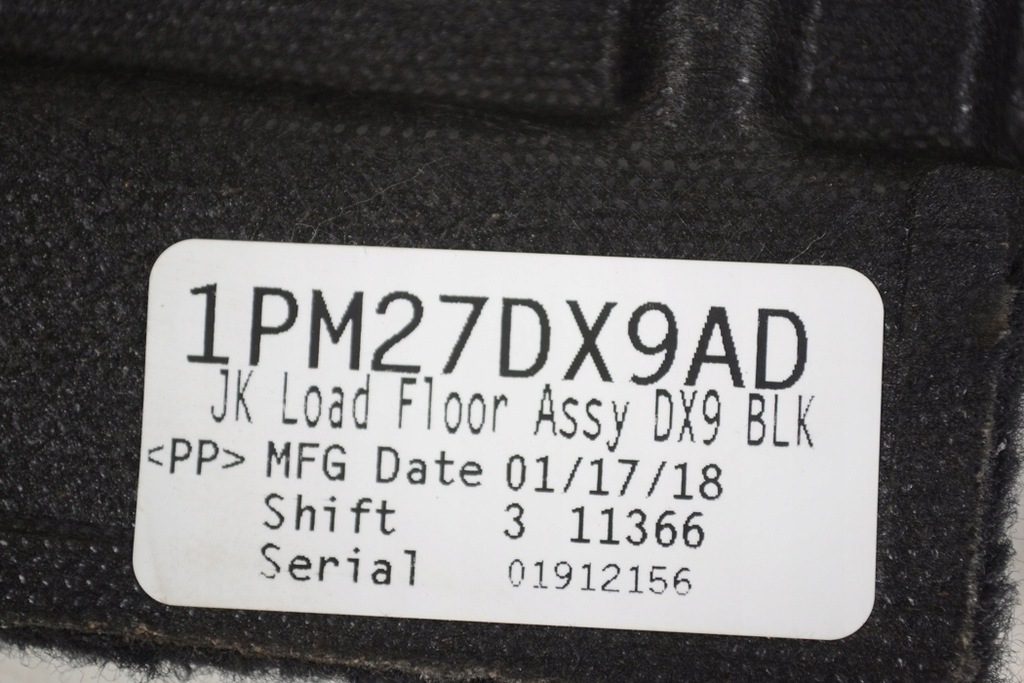 1PM27DX9AD
JK Load Floor Assy DX9 BLK
<PP> MFG Date 01/17/18
Shift 3 11366
Serial 01912156